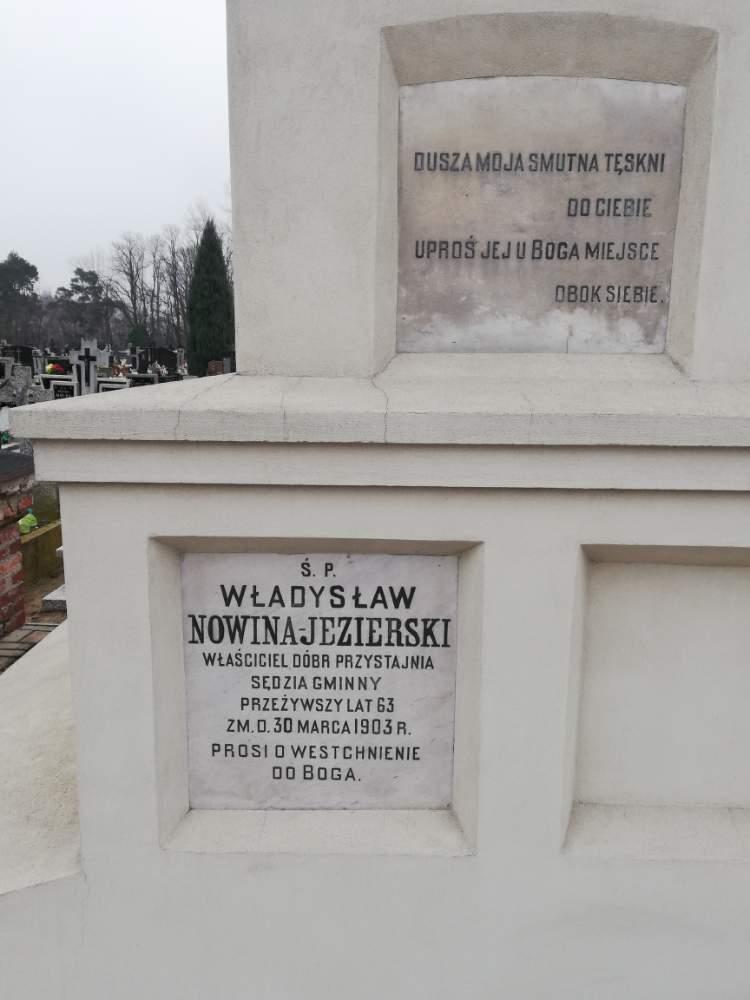 DUSZA MOJA SMUTNA TĘSKNI
DO CIEBIE
UPROŚ JEJ U BOGA MIEJSCE
OBOK SIEBIE.
Ś. P.
WŁADYSŁAW
NOWINA-JEZIERSKI
WŁAŚCICIEL DÓBR PRZYSTAJNIA
SĘDZIA GMINNY
PRZEŻYWSZY LAT 63
ZM. D. 30 MARCA 1903 R.
PROSI O WESTCHNIENIE
DO BOGA.